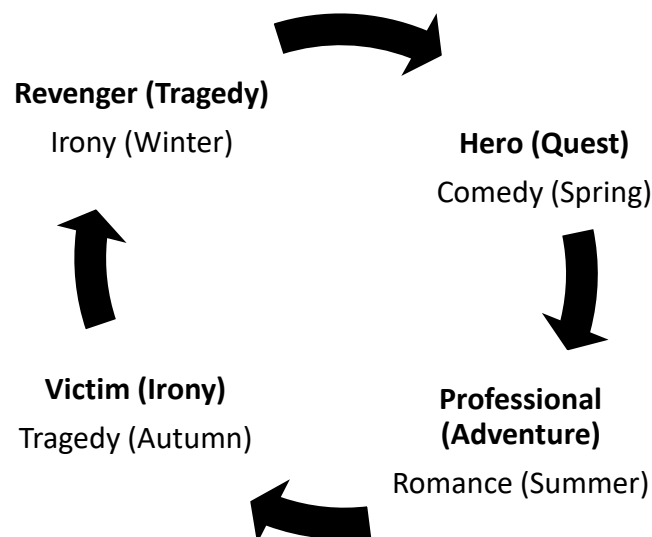 Revenger (Tragedy)
Irony (Winter)
Hero (Quest)
Comedy (Spring)
Professional
(Adventure)
Romance (Summer)
Victim (Irony)
Tragedy (Autumn)